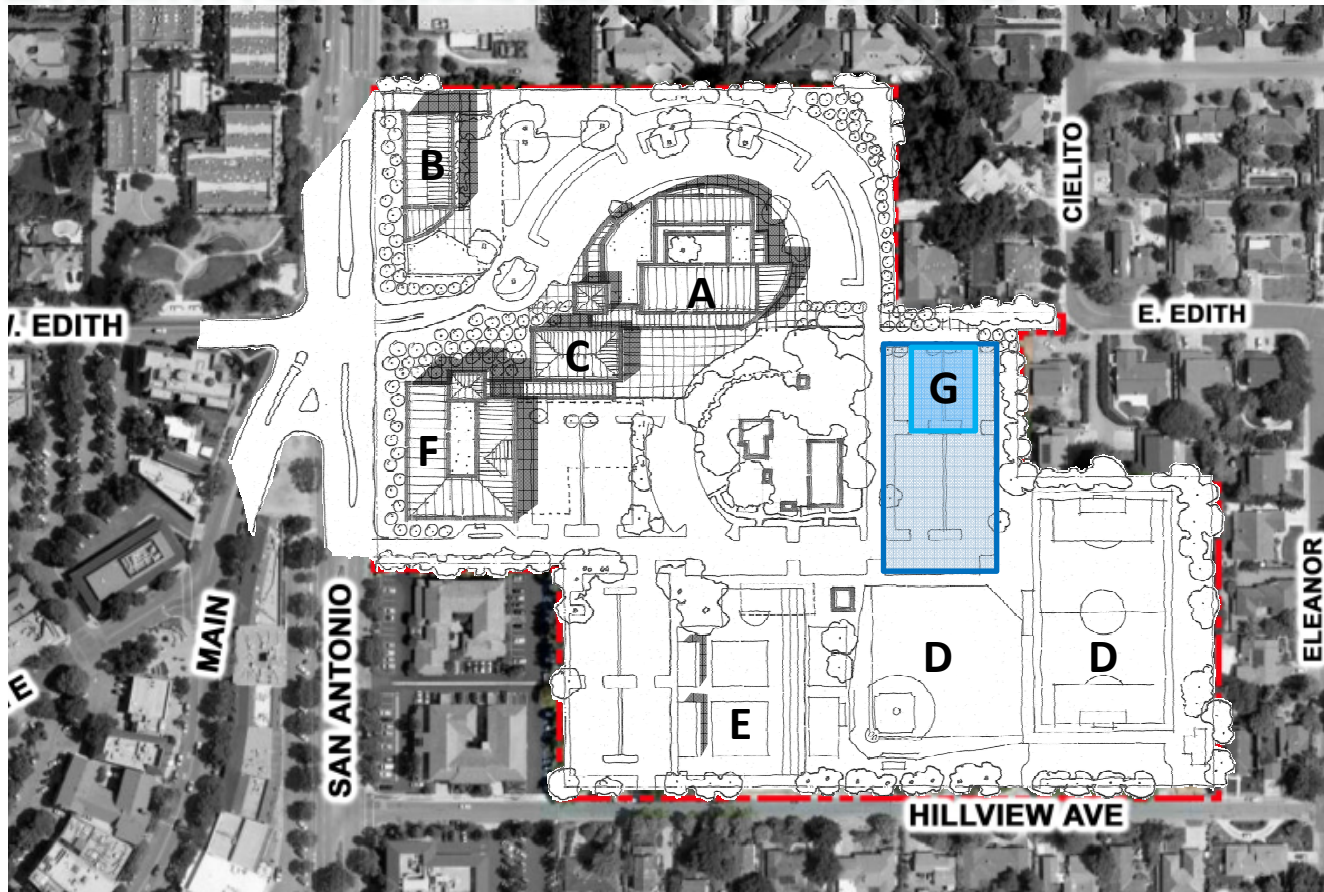 B
CIELITO
A
E. EDITH
. EDITH
C
G
F
D
D
E
MAIN
SAN ANTONIO
ELEANOR
HILLVIEW AVE